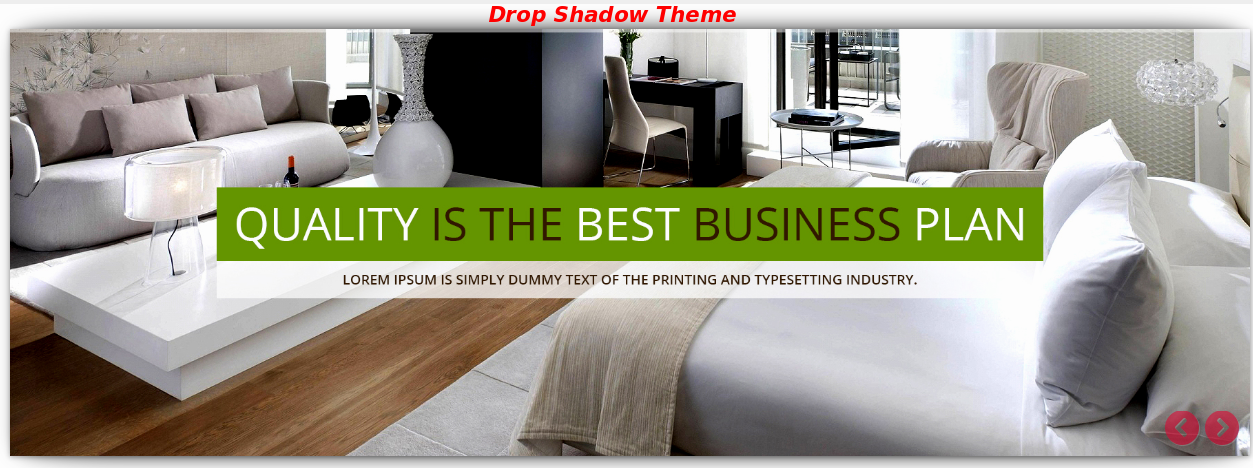 Drop Shadow Theme
QUALITY IS THE BEST BUSINESS PLAN
LOREM IPSUM IS SIMPLY DUMMY TEXT OF THE PRINTING AND TYPESETTING INDUSTRY.